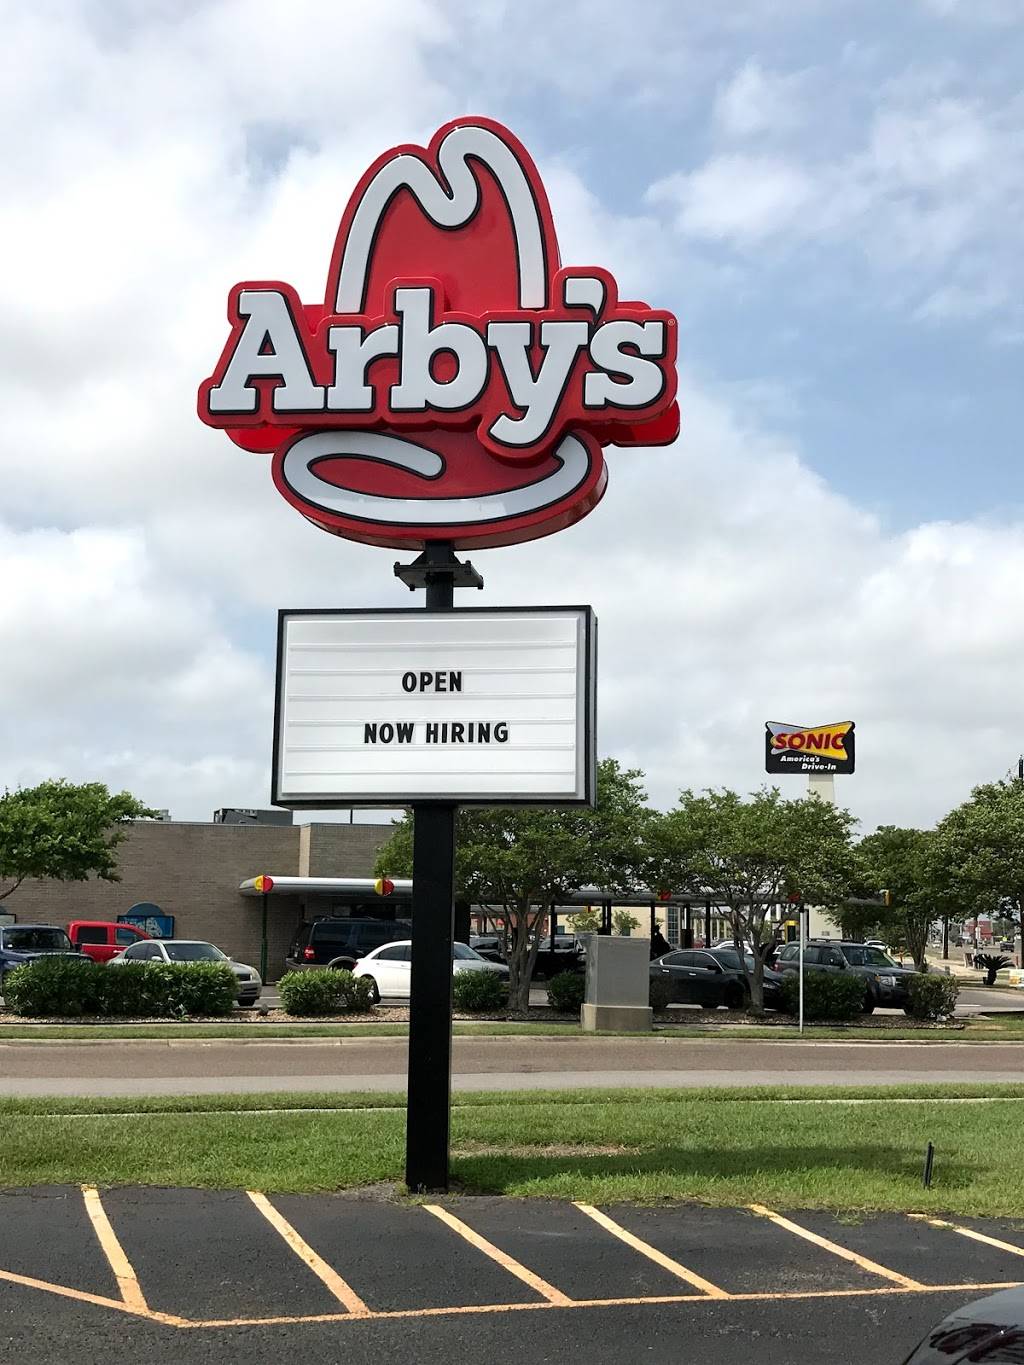 Arby's
OPEN
NOW HIRING
SONIC
America's
Drive-In